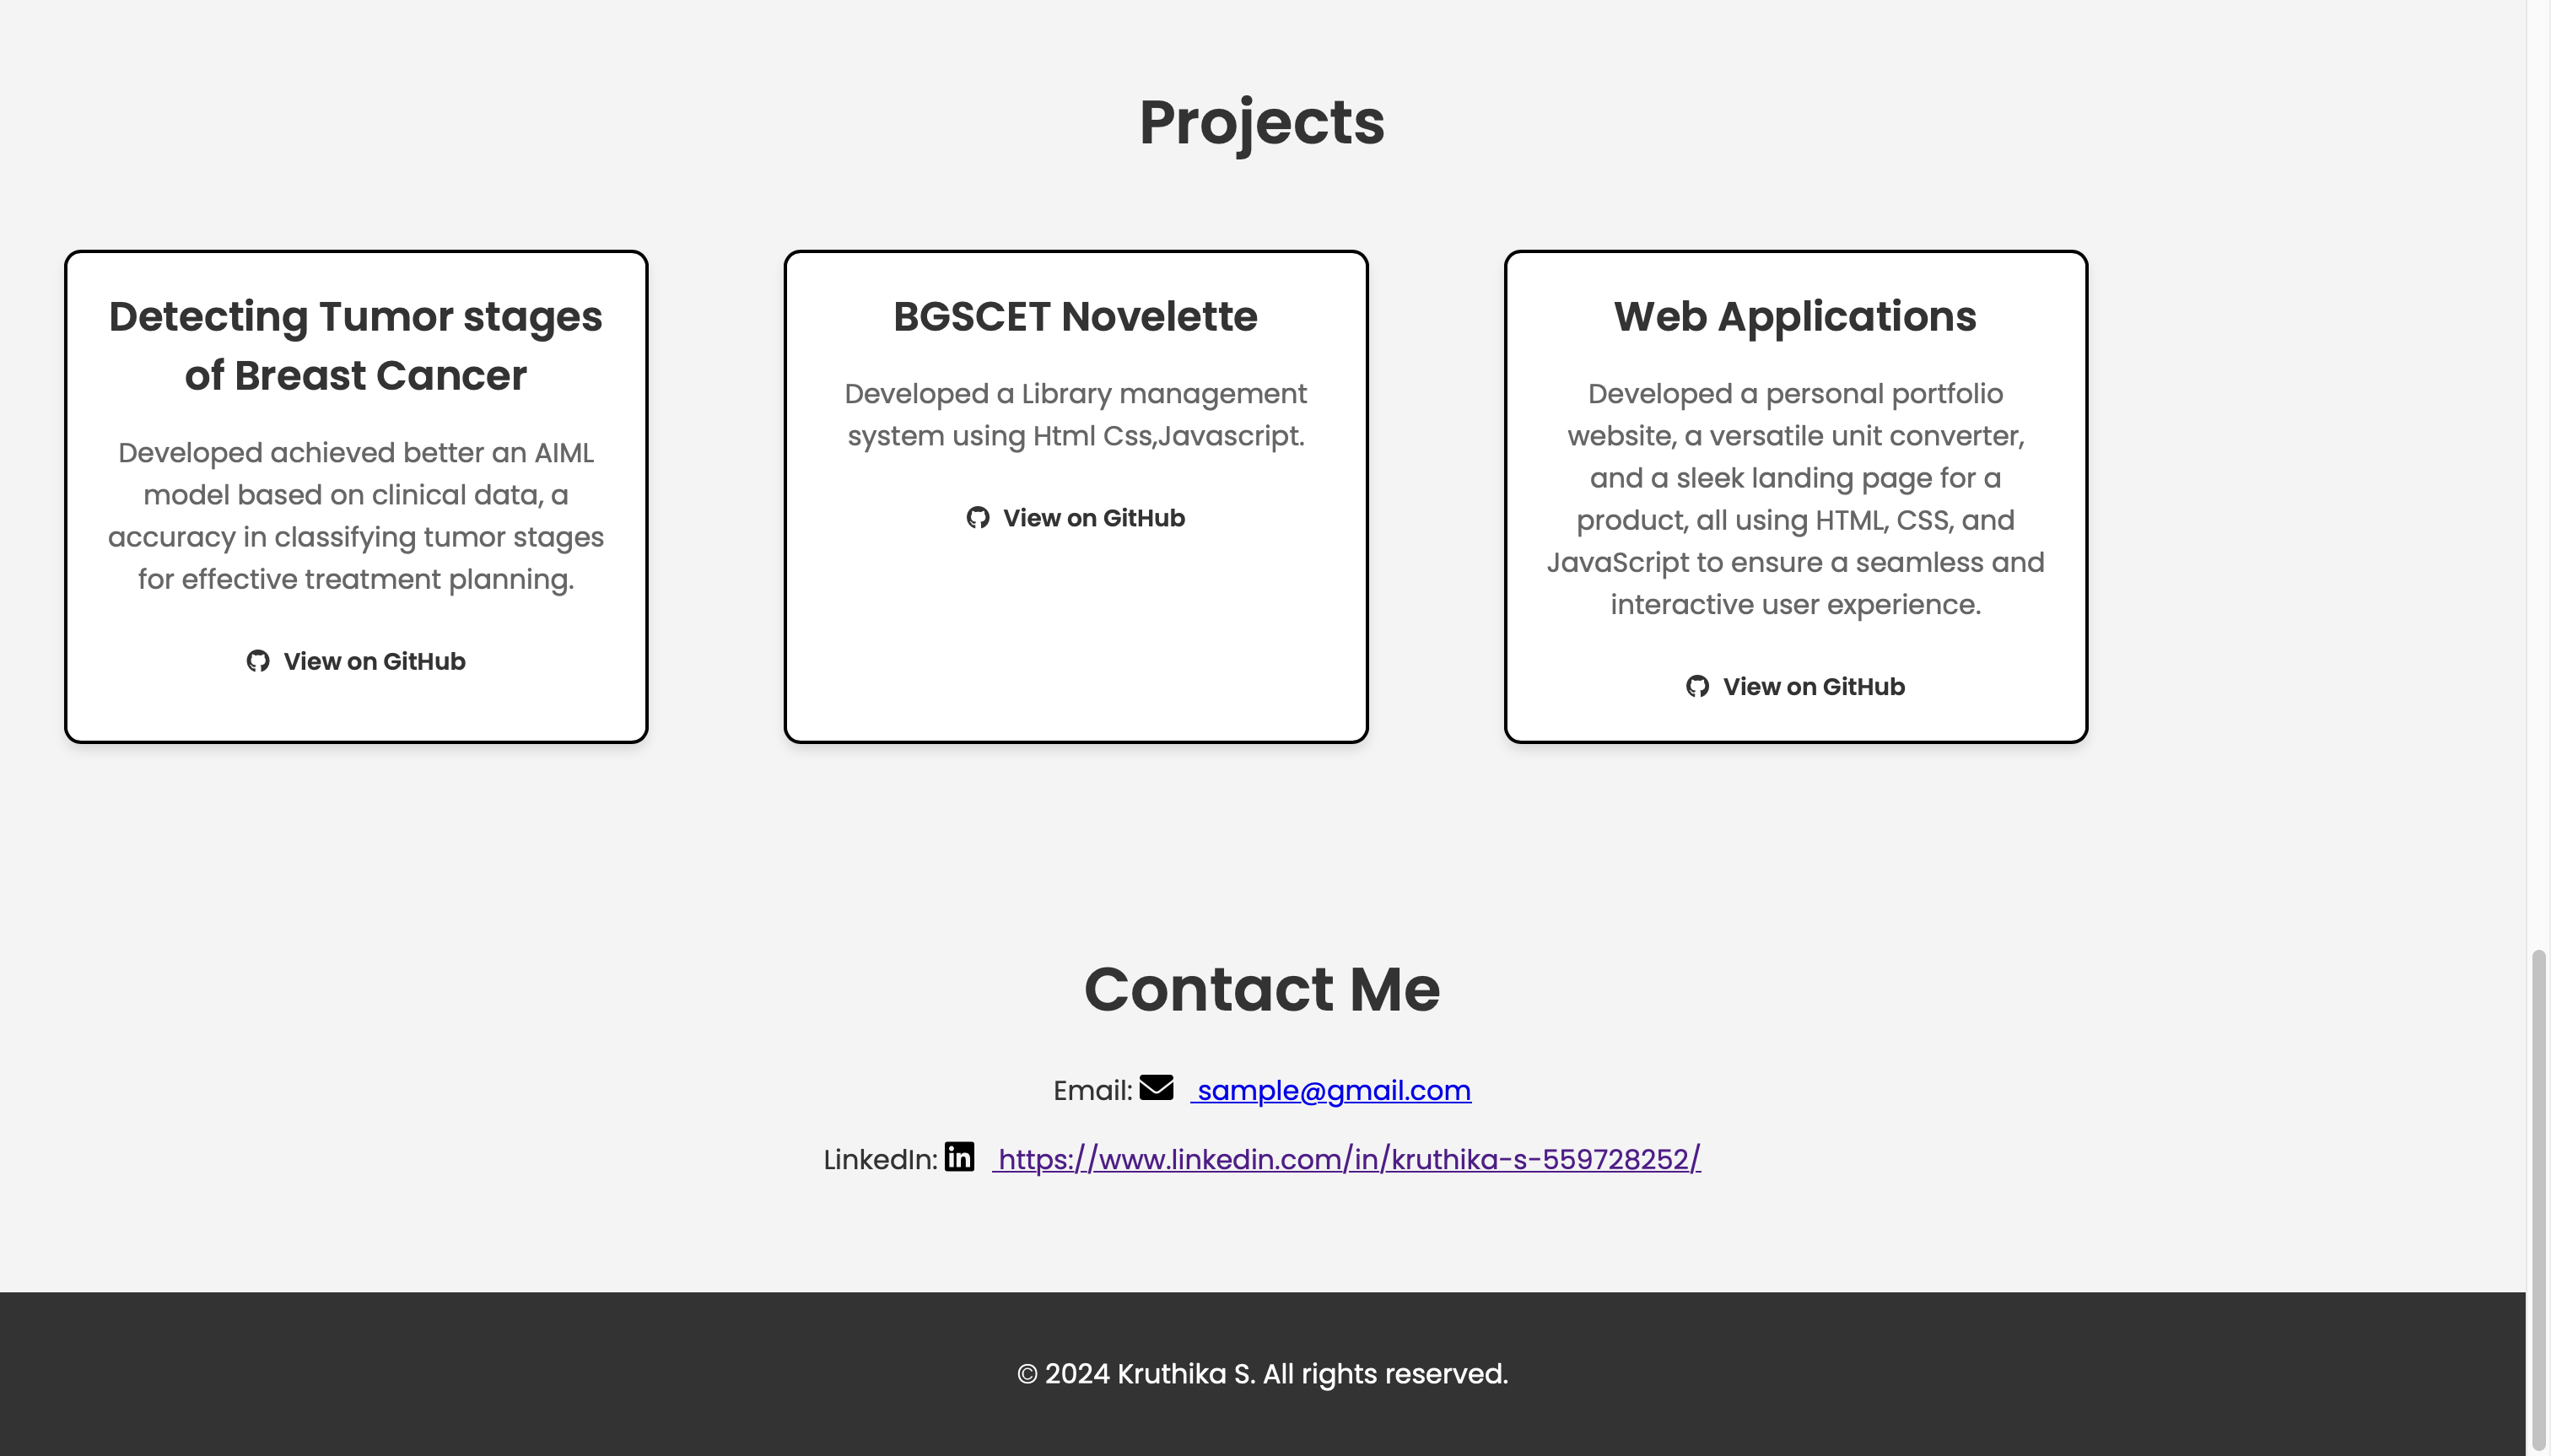 Projects
Detecting Tumor stages
of Breast Cancer
Developed achieved better an AIML
model based on clinical data, a
accuracy in classifying tumor stages
for effective treatment planning.
View on GitHub
BGSCET Novelette
Developed a Library management
system using Html Css,Javascript.
View on GitHub
Web Applications
Developed a personal portfolio
website, a versatile unit converter,
and a sleek landing page for a
product, all using HTML, CSS, and
JavaScript to ensure a seamless and
interactive user experience.
View on GitHub
Contact Me
Email: sample@gmail.com
LinkedIn: in https://www.linkedin.com/in/kruthika-s-559728252/
© 2024 Kruthika S. All rights reserved.